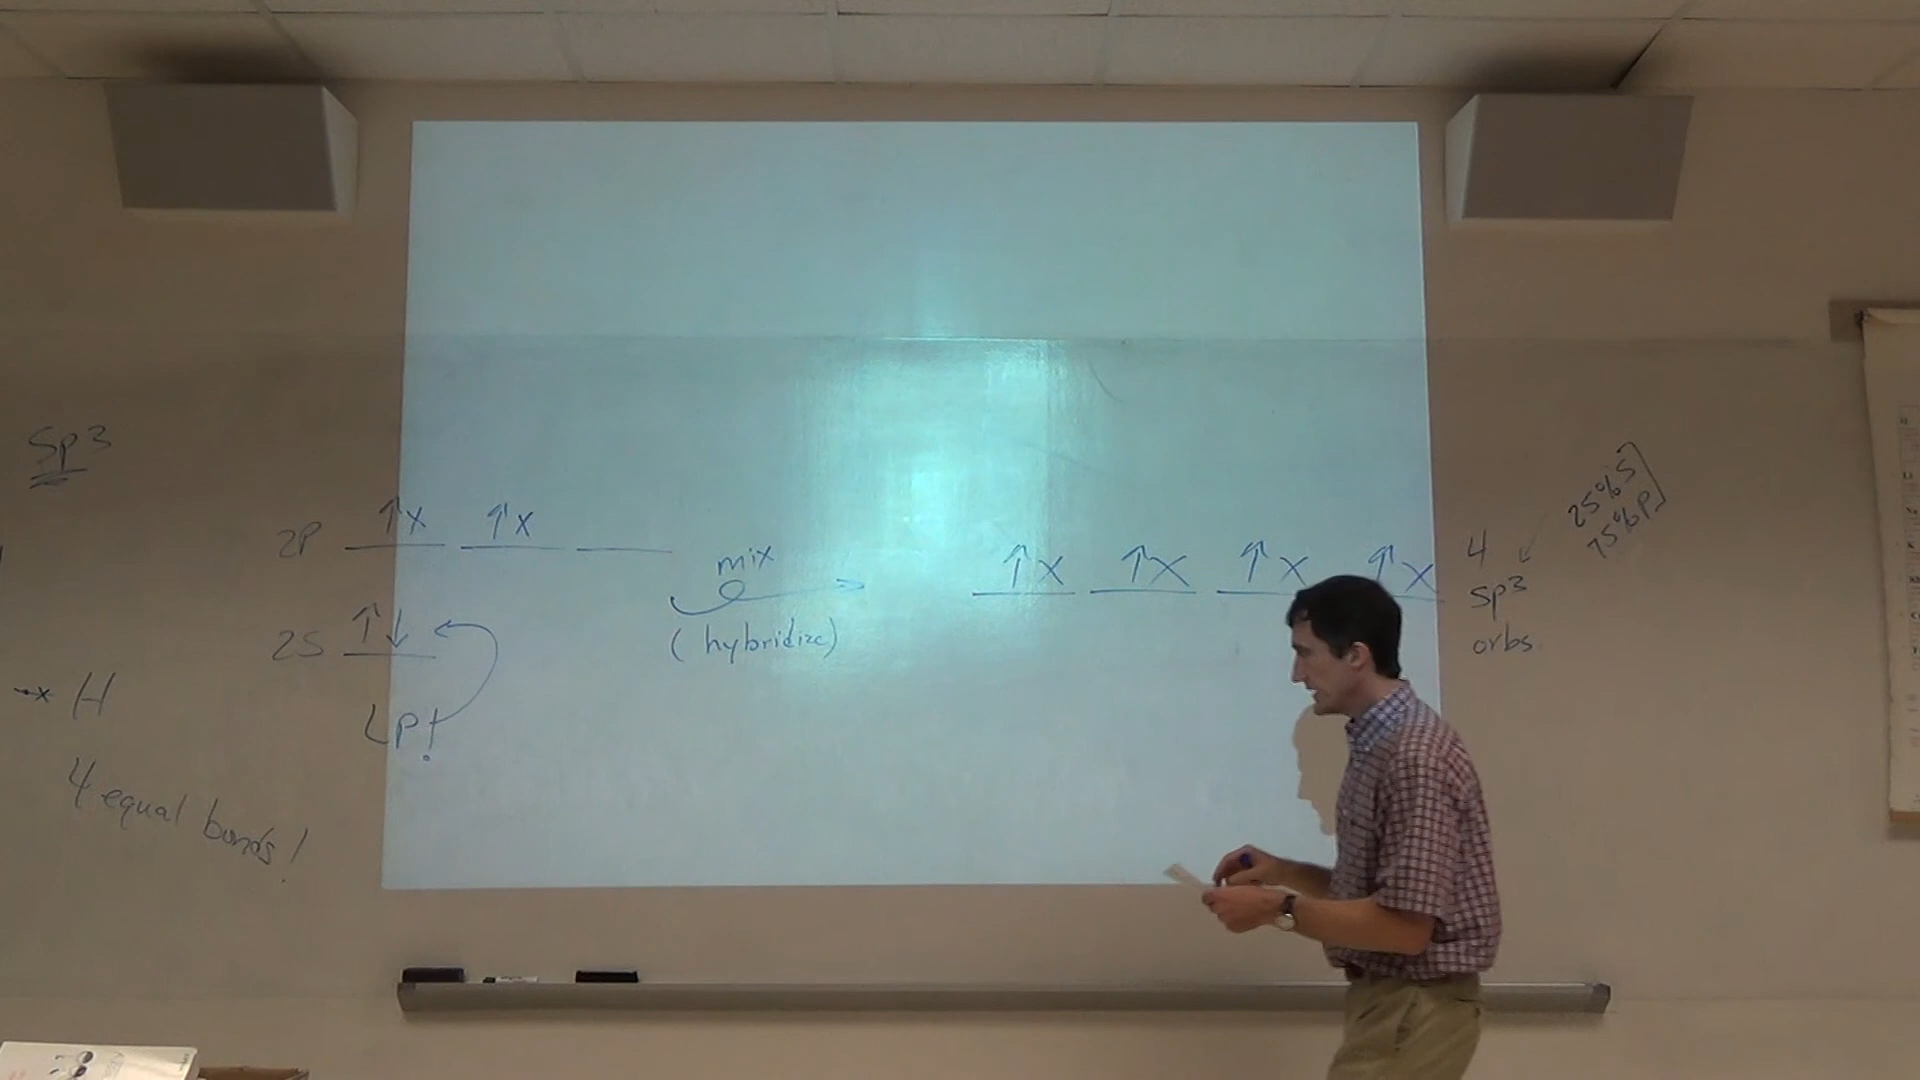 Sp3
2P ↑x ↑x
2S ↑↓
LP!
x H
4 equal bonds!
mix
(hybridize)
↑x ↑x ↑x ↑x
4
sp3
orbs
25%S
75%P